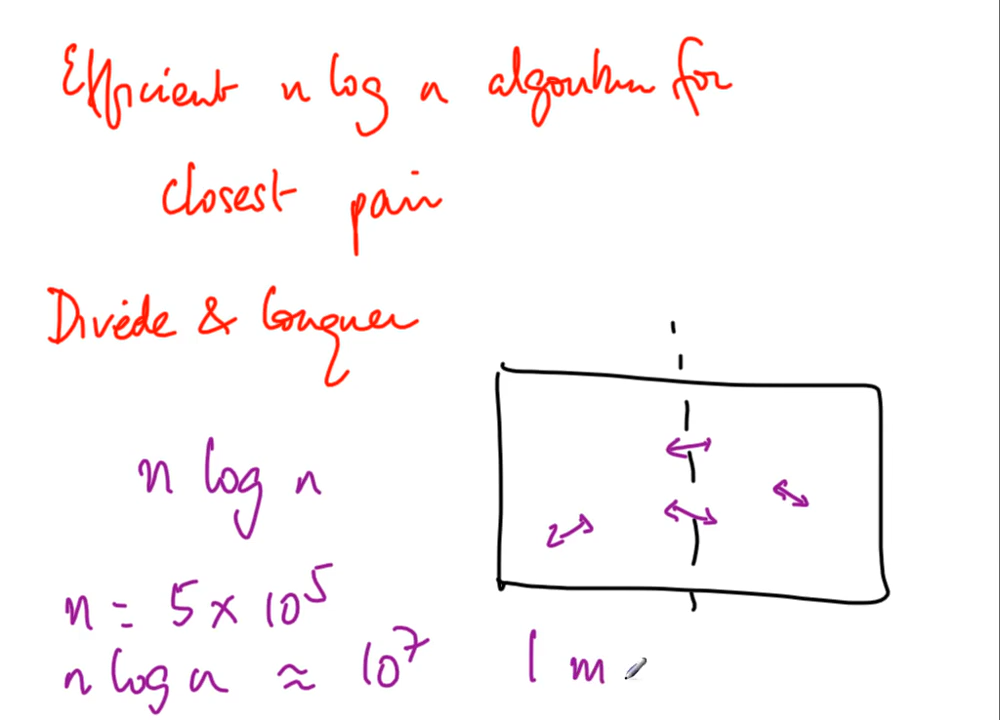 Efficient n log n algorithm for
closest pair
Divide & Conquer
n log n
n = 5 x 10^5
n log n ≈ 10^7 1 m